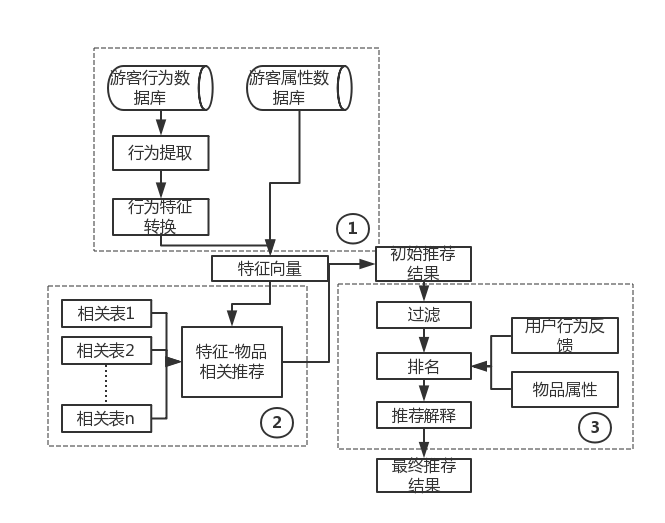 游客行为数
据库
游客属性数
据库
行为提取
行为特征
转换
1
特征向量
初始推荐
结果
相关表1
相关表2
相关表n
特征-物品
相关推荐
2
过滤
排名
推荐解释
用户行为反
馈
物品属性
3
最终推荐
结果